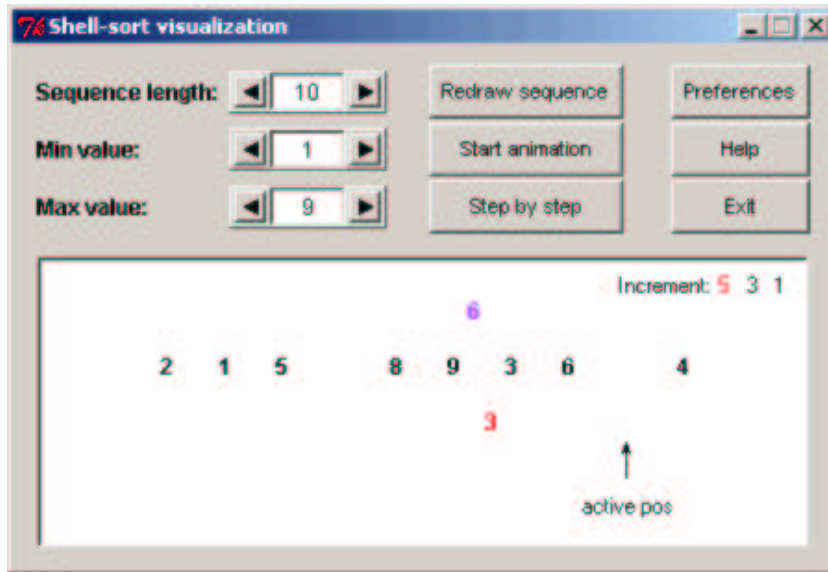 Shell-sort visualization
Sequence length: 10 Redraw sequence Preferences
Min value: 1 Start animation Help
Max value: 9 Step by step Exit
Increment: 5 3 1
6
2 1 5 8 9 3 6 4
3
active pos